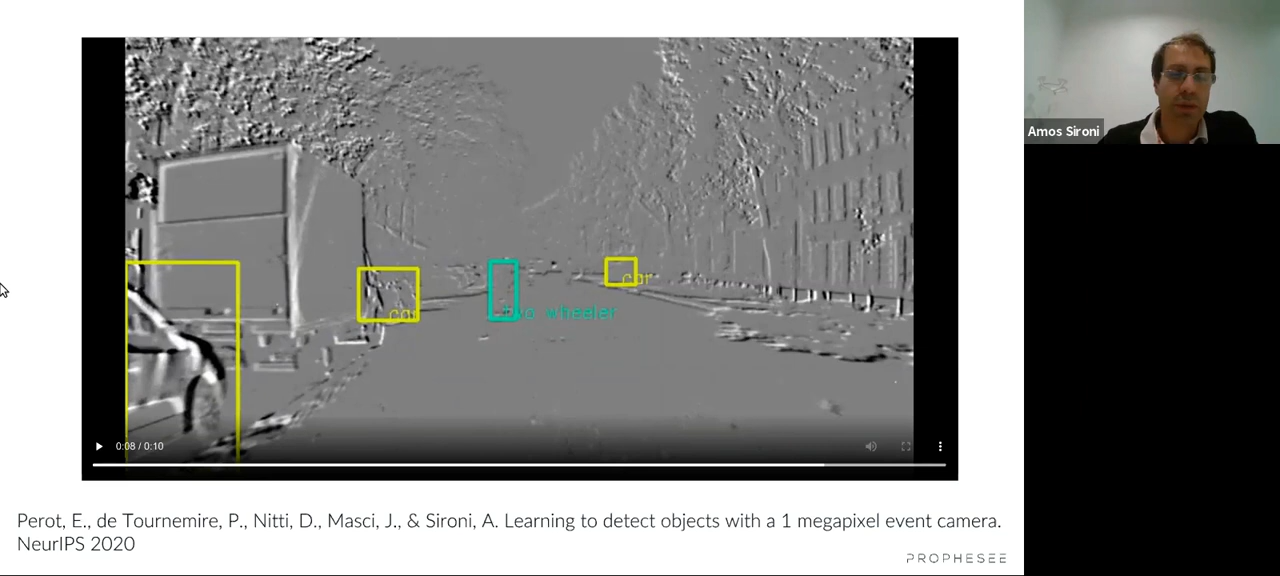 Amos Sironi
car
car
two wheeler
0:08 / 0:10
Perot, E., de Tournemire, P., Nitti, D., Masci, J., & Sironi, A. Learning to detect objects with a 1 megapixel event camera.
NeurIPS 2020
PROPHESEE